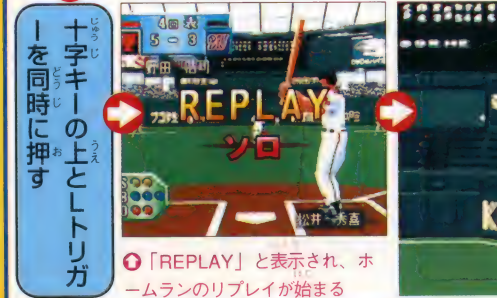 十字キーの上とLトリガ
ーを同時に押す
4回表
5-3
REPLAY
ソロ
松井 秀喜
「REPLAY」と表示され、ホ
ームランのリプレイが始まる